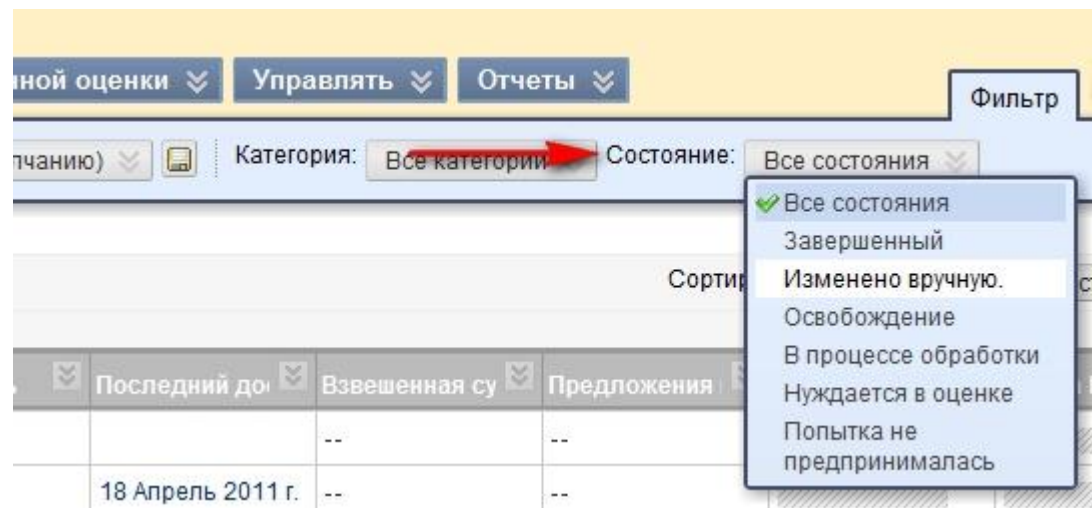 ной оценки Управлять Отчеты
Фильтр
лчанию) Категория: Все категории Состояние: Все состояния
Все состояния
Завершенный
Изменено вручную.
Освобождение
В процессе обработки
Нуждается в оценке
Попытка не
предпринималась
Сортир
Последний до Взвешенная су Предложения
-- --
18 Апрель 2011 г. -- --